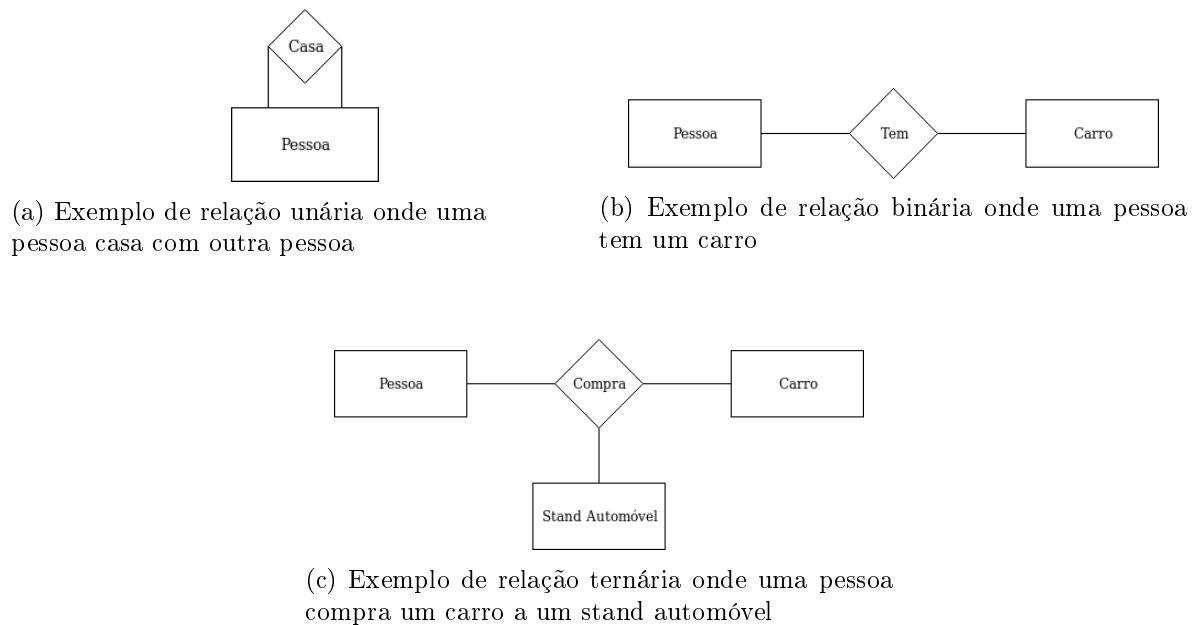 Casa
Pessoa
(a) Exemplo de relação unária onde uma
pessoa casa com outra pessoa
Pessoa
Tem
Carro
(b) Exemplo de relação binária onde uma pessoa
tem um carro
Pessoa
Compra
Carro
Stand Automóvel
(c) Exemplo de relação ternária onde uma pessoa
compra um carro a um stand automóvel